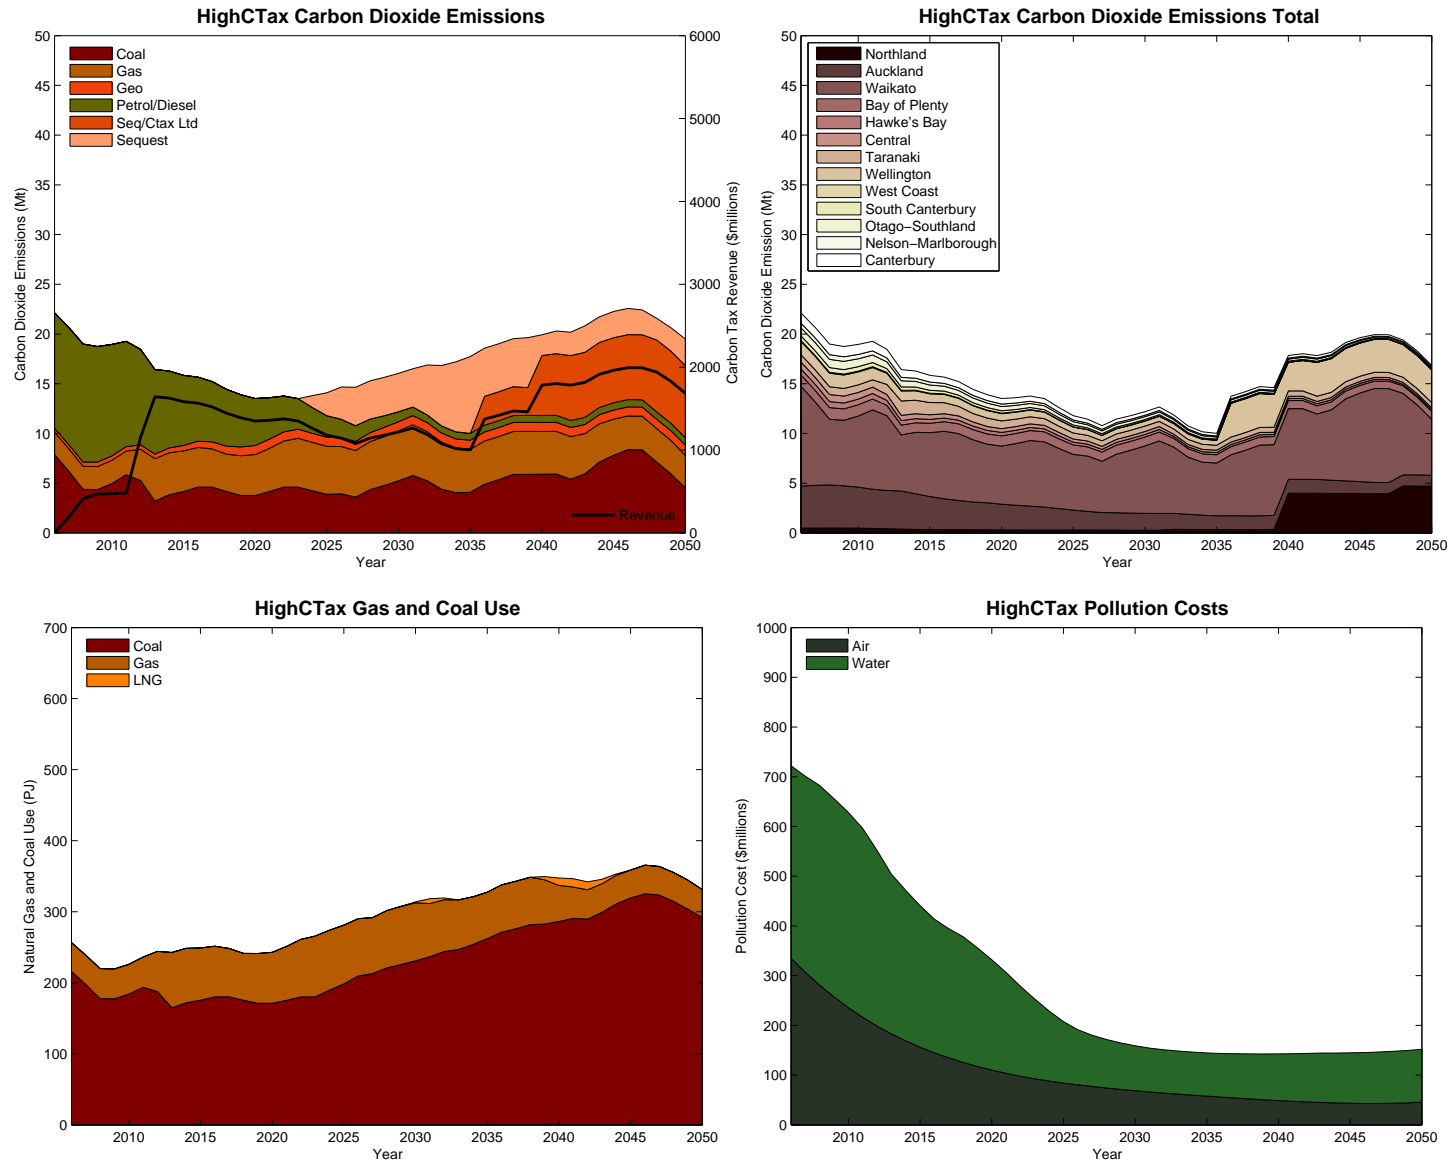 HighCTax Carbon Dioxide Emissions
50
45
40
35
30
25
20
15
10
5
0
Carbon Dioxide Emissions (Mt)
Coal
Gas
Geo
Petrol/Diesel
Seq/Ctax Ltd
Sequest
Revenue
6000
5000
4000
3000
2000
1000
0
Carbon Tax Revenue ($millions)
2010 2015 2020 2025 2030 2035 2040 2045 2050
Year
HighCTax Carbon Dioxide Emissions Total
50
45
40
35
30
25
20
15
10
5
0
Carbon Dioxide Emission (Mt)
Northland
Auckland
Waikato
Bay of Plenty
Hawke's Bay
Central
Taranaki
Wellington
West Coast
South Canterbury
Otago−Southland
Nelson−Marlborough
Canterbury
2010 2015 2020 2025 2030 2035 2040 2045 2050
Year
HighCTax Gas and Coal Use
700
600
500
400
300
200
100
0
Natural Gas and Coal Use (PJ)
Coal
Gas
LNG
2010 2015 2020 2025 2030 2035 2040 2045 2050
Year
HighCTax Pollution Costs
1000
900
800
700
600
500
400
300
200
100
0
Pollution Cost ($millions)
Air
Water
2010 2015 2020 2025 2030 2035 2040 2045 2050
Year